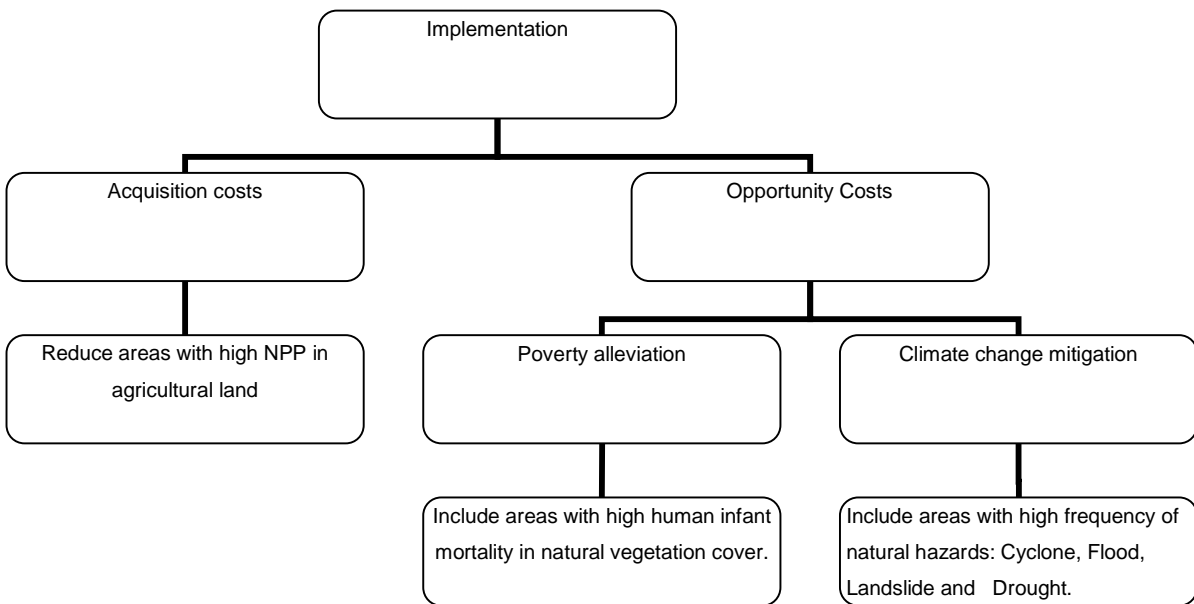 Implementation
Acquisition costs
Opportunity Costs
Reduce areas with high NPP in
agricultural land
Poverty alleviation
Climate change mitigation
Include areas with high human infant
mortality in natural vegetation cover.
Include areas with high frequency of
natural hazards: Cyclone, Flood,
Landslide and Drought.